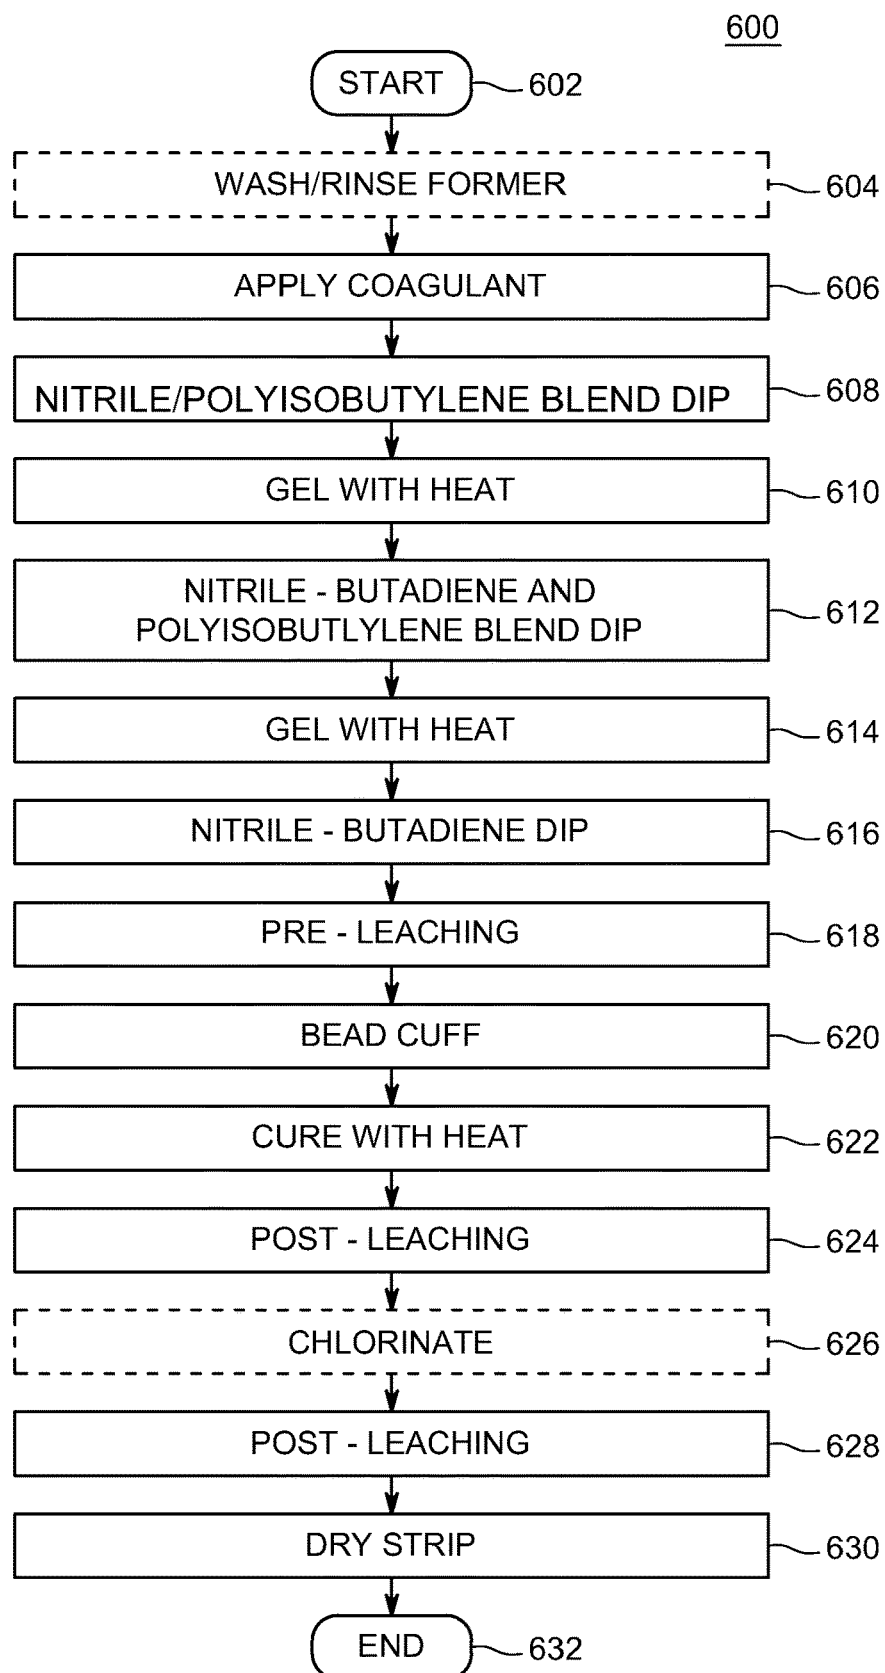 600
START 602
WASH/RINSE FORMER 604
APPLY COAGULANT 606
NITRILE/POLYISOBUTYLENE BLEND DIP 608
GEL WITH HEAT 610
NITRILE - BUTADIENE AND
POLYISOBUTLYLENE BLEND DIP 612
GEL WITH HEAT 614
NITRILE - BUTADIENE DIP 616
PRE - LEACHING 618
BEAD CUFF 620
CURE WITH HEAT 622
POST - LEACHING 624
CHLORINATE 626
POST - LEACHING 628
DRY STRIP 630
END 632